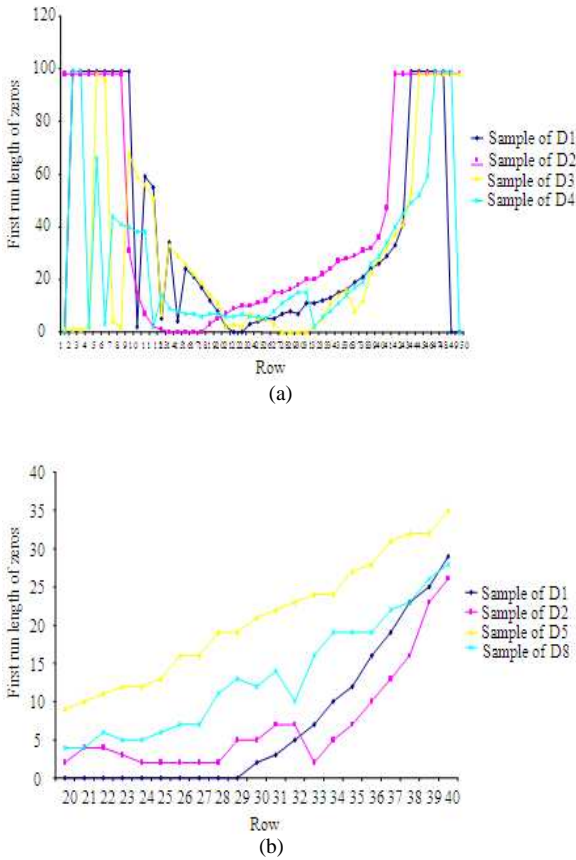 120
100
80
60
40
20
0
First run length of zeros
Sample of D1
Sample of D2
Sample of D3
Sample of D4
Row
(a)
40
35
30
25
20
15
10
5
0
First run length of zeros
Sample of D1
Sample of D2
Sample of D5
Sample of D8
20 21 22 23 24 25 26 27 28 29 30 31 32 33 34 35 36 37 38 39 40
Row
(b)